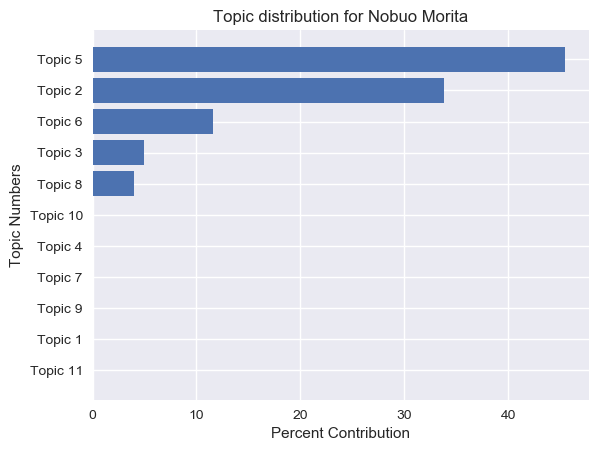 Topic distribution for Nobuo Morita
Topic Numbers
Topic 5
Topic 2
Topic 6
Topic 3
Topic 8
Topic 10
Topic 4
Topic 7
Topic 9
Topic 1
Topic 11
0 10 20 30 40
Percent Contribution